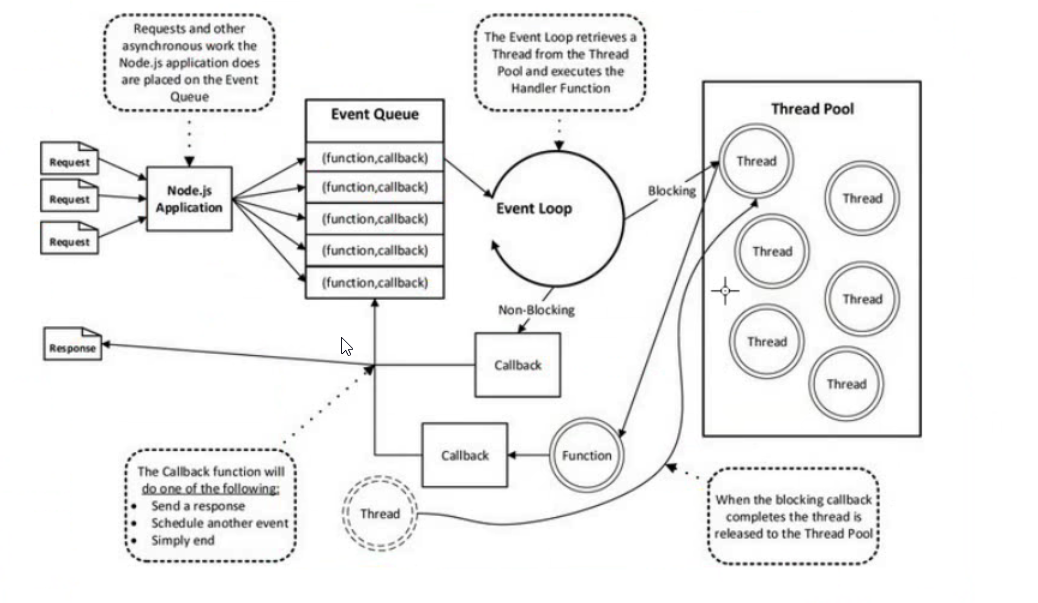 Requests and other
asynchronous work the
Node.js application does
are placed on the Event
Queue
The Event Loop retrieves a
Thread from the Thread
Pool and executes the
Handler Function
Event Queue
(function,callback)
(function,callback)
(function,callback)
(function,callback)
(function,callback)
Request
Request
Request
Node.js
Application
Event Loop
Blocking
Non-Blocking
Thread Pool
Thread
Thread
Thread
Thread
Thread
Thread
Response
Callback
Callback
Function
Thread
The Callback function will
do one of the following:
• Send a response
• Schedule another event
• Simply end
When the blocking callback
completes the thread is
released to the Thread Pool